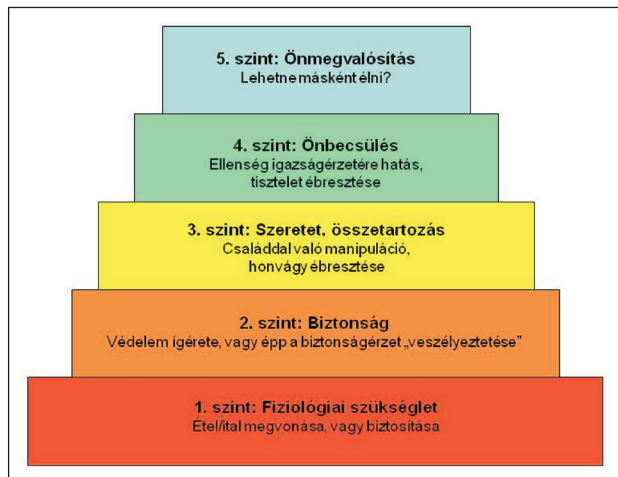 5. szint: Önmegvalósítás
Lehetne másként élni?
4. szint: Önbecsülés
Ellenség igazságérzetére hatás,
tisztelet ébresztése
3. szint: Szeretet, összetartozás
Családdal való manipuláció,
honvágy ébresztése
2. szint: Biztonság
Védelem ígérete, vagy épp a biztonságérzet „veszélyeztetése”
1. szint: Fiziológiai szükséglet
Étel/ital megvonása, vagy biztosítása